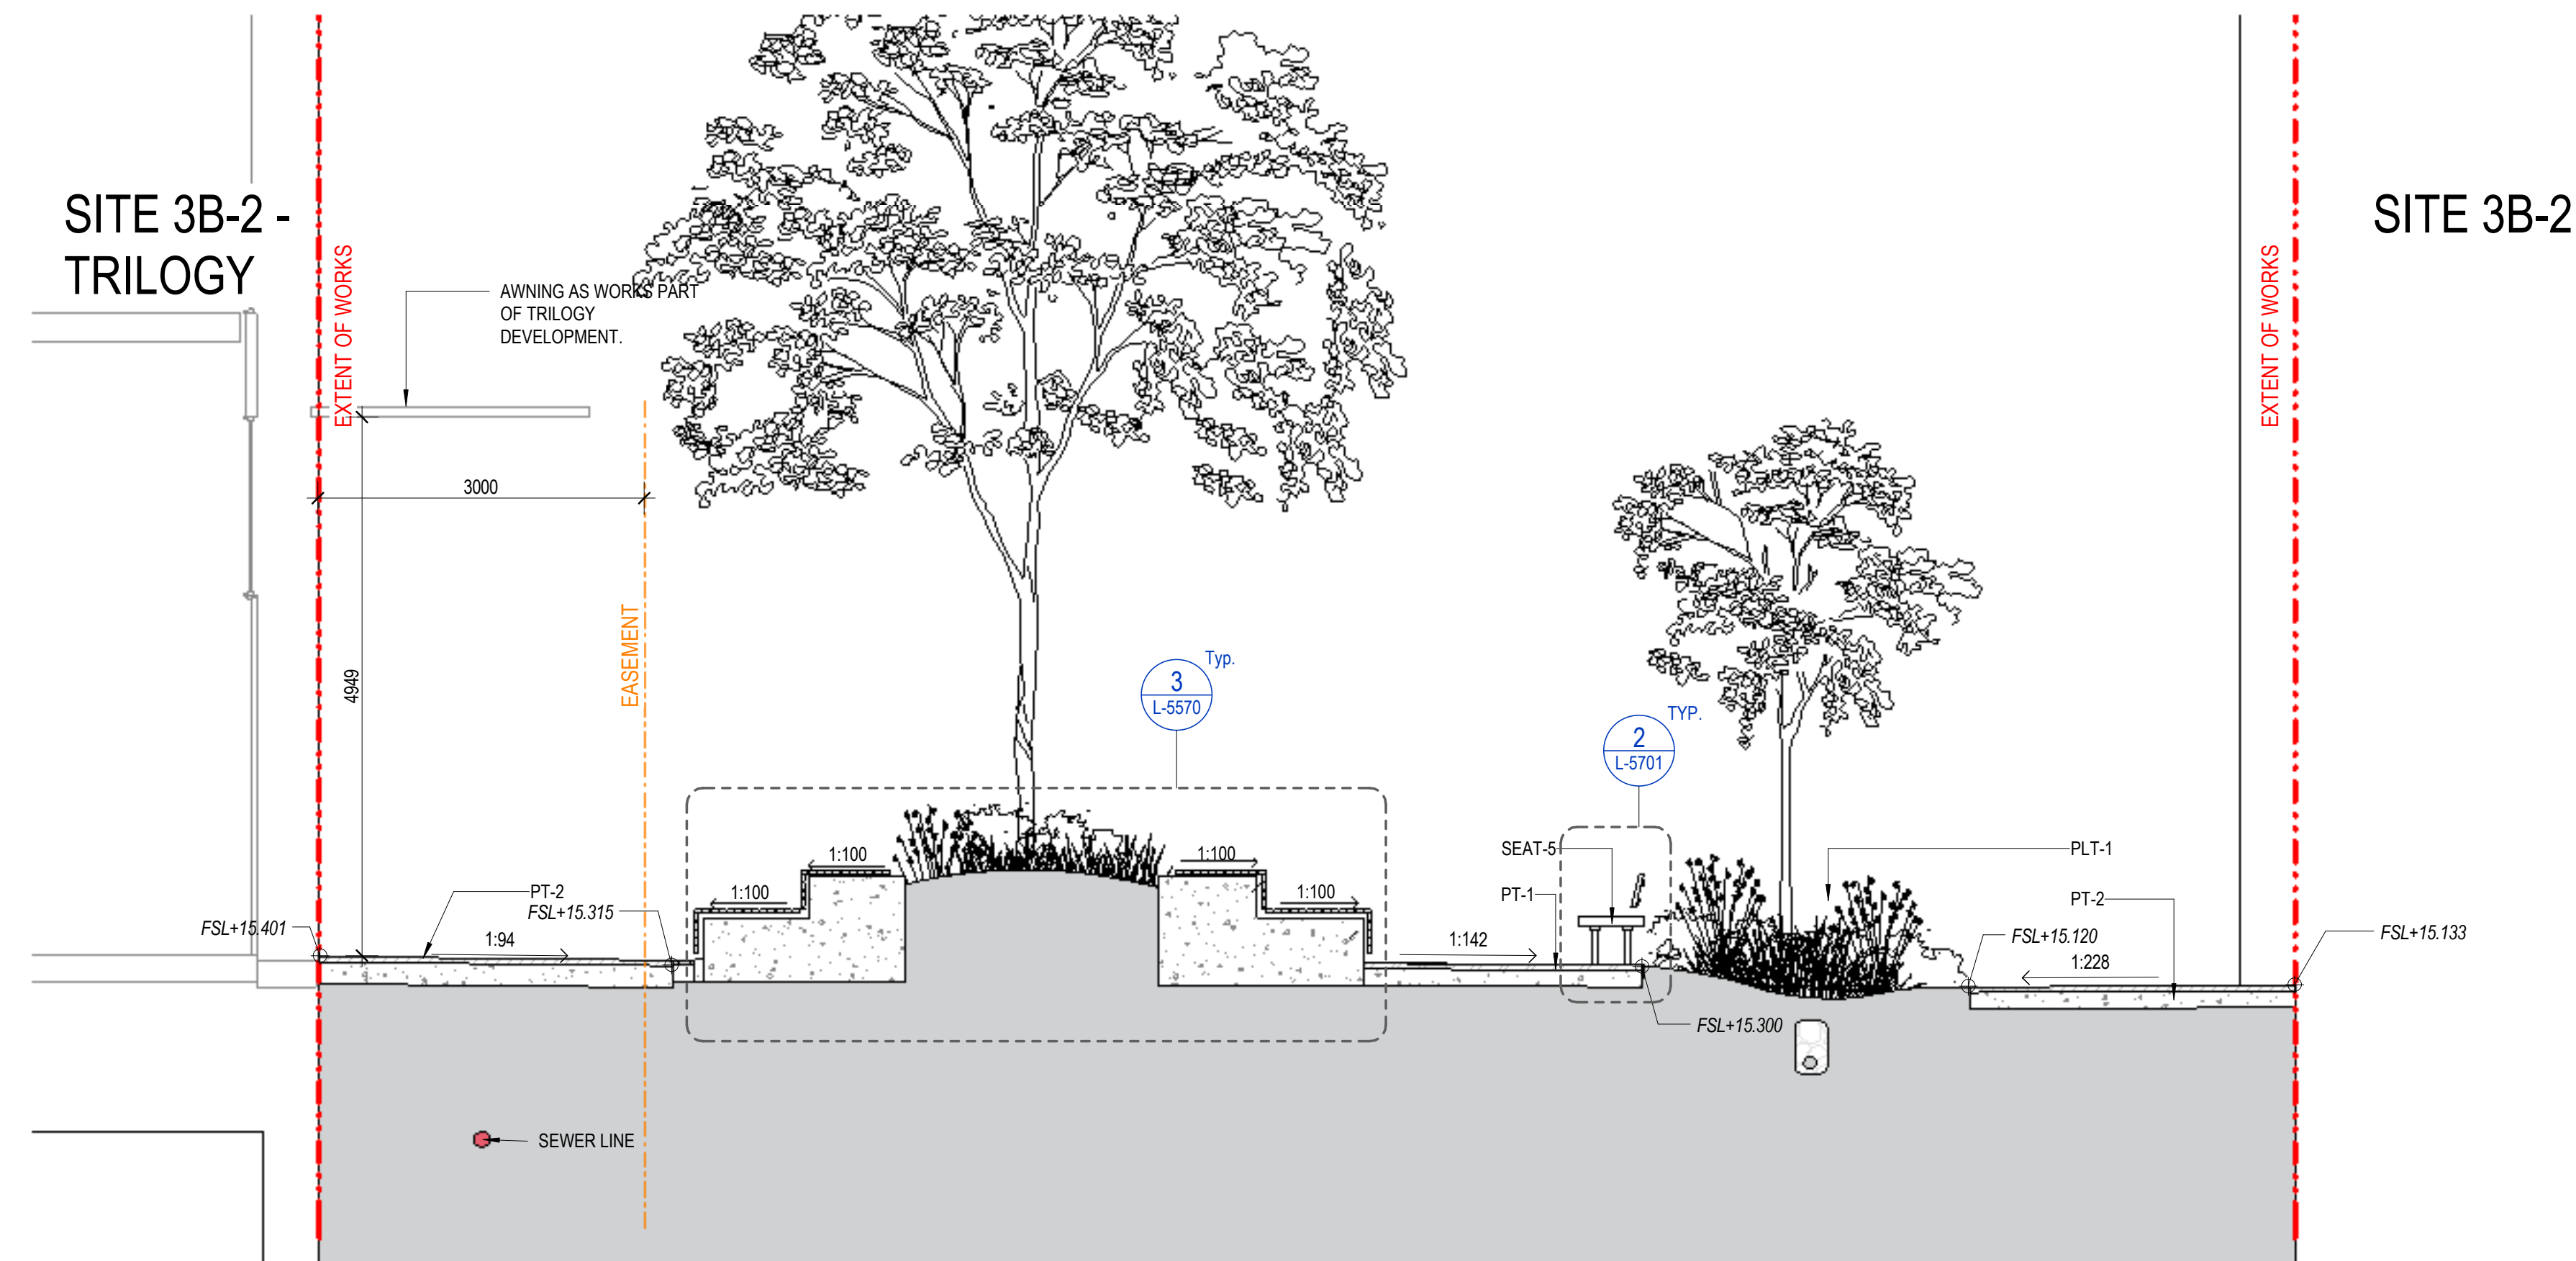 SITE 3B-2 -
TRILOGY
SITE 3B-2
EXTENT OF WORKS
EXTENT OF WORKS
AWNING AS WORKS PART
OF TRILOGY
DEVELOPMENT.
3000
4949
EASEMENT
3
L-5570
Typ.
2
L-5701
TYP.
1:100
1:100
1:100
1:100
SEAT-5
PLT-1
PT-1
PT-2
PT-2
FSL+15.315
FSL+15.401
1:94
1:142
FSL+15.120
FSL+15.133
1:228
FSL+15.300
SEWER LINE